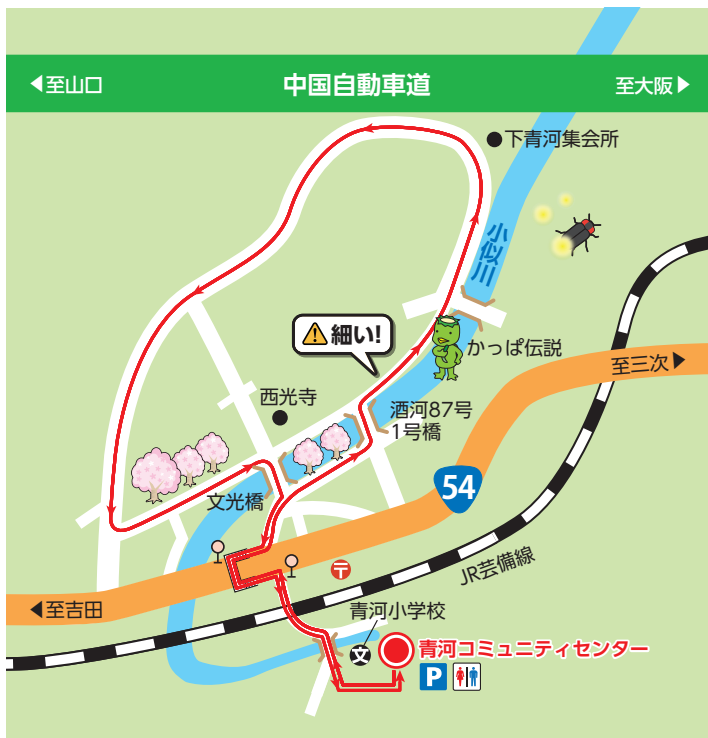 ◀至山口
中国自動車道
至大阪▶
下青河集会所
小似川
細い!
かっぱ伝説
至三次▶
西光寺
酒河87号
1号橋
文光橋
54
JR芸備線
◀至吉田
青河小学校
文
青河コミュニティセンター
P